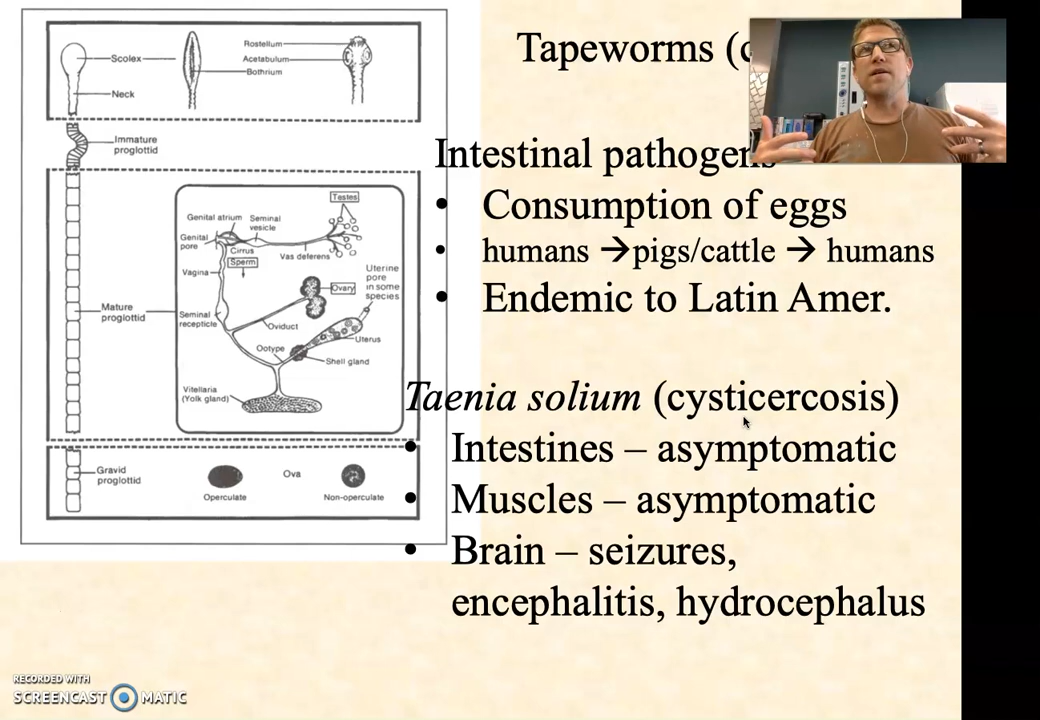 Scolex
Neck
Rostellum
Acetabulum
Bothrium
Immature
proglottid
Mature
proglottid
Genital atrium
Seminal
vesicle
Testes
Genital
pore
Cirrus
Sperm
Vas deferens
Vagina
Uterine
pore
in some
species
Ovary
Seminal
recepticle
Oviduct
Ootype
Uterus
Shell gland
Vitellaria
(Yolk gland)
Gravid
proglottid
Ova
Operculate
Non-operculate
Tapeworms (c
Intestinal pathogens
• Consumption of eggs
• humans → pigs/cattle → humans
• Endemic to Latin Amer.
Taenia solium (cysticercosis)
• Intestines – asymptomatic
• Muscles – asymptomatic
• Brain – seizures,
encephalitis, hydrocephalus
RECORDED WITH
SCREENCAST MATIC